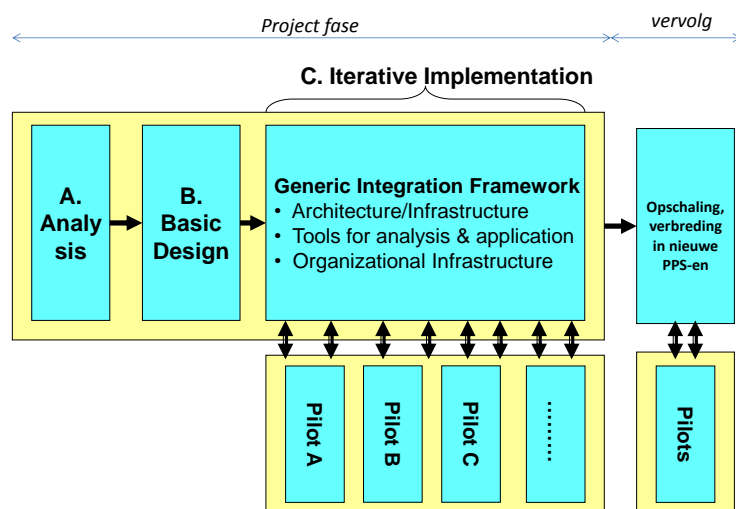 Project fase
vervolg
C. Iterative Implementation
A.
Analy
sis
B.
Basic
Design
Generic Integration Framework
• Architecture/Infrastructure
• Tools for analysis & application
• Organizational Infrastructure
Opschaling,
verbreding
in nieuwe
PPS-en
Pilot A
Pilot B
Pilot C
.........
Pilots